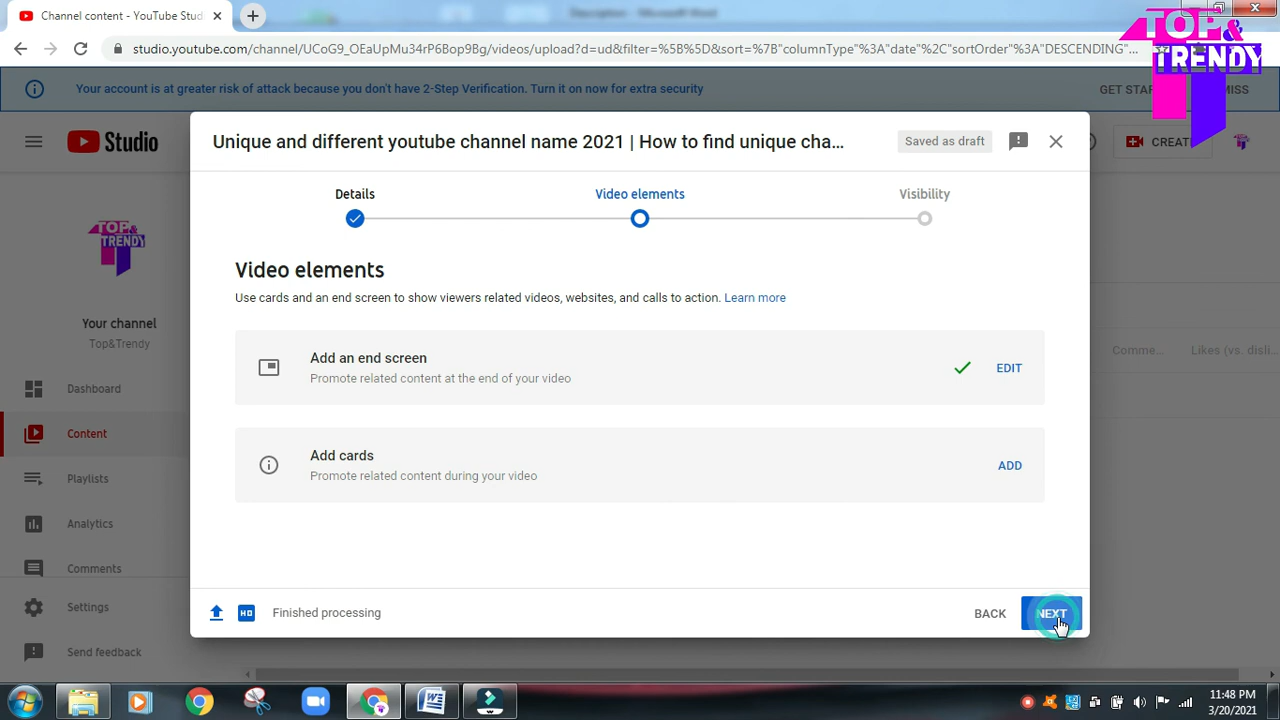 Channel content - YouTube Studi
Description - Microsoft Word
studio.youtube.com/channel/UCoG9_OEaUpMu34rP6Bp9BEw/videos/upload?d=ud&filter=%5B%5D&sort=%7B"columnType"%3A"date"%2C"sortOrder"%3A"DESCENDING"...
TOP&
TRENDY
Your account is at greater risk of attack because you don't have 2-Step Verification. Turn it on now for extra security
GET STA
MISS
Studio
Unique and different youtube channel name 2021 | How to find unique cha...
Saved as draft
CREAT
Details
Video elements
Visibility
TOP&
TRENDY
Video elements
Use cards and an end screen to show viewers related videos, websites, and calls to action. Learn more
Your channel
Top&Trendy
Add an end screen
Promote related content at the end of your video
EDIT
Comme...
Likes (vs. disli...
Dashboard
Content
Add cards
Promote related content during your video
ADD
Playlists
Analytics
Comments
Settings
HD
Finished processing
BACK
NEXT
Send feedback
11:48 PM
3/20/2021